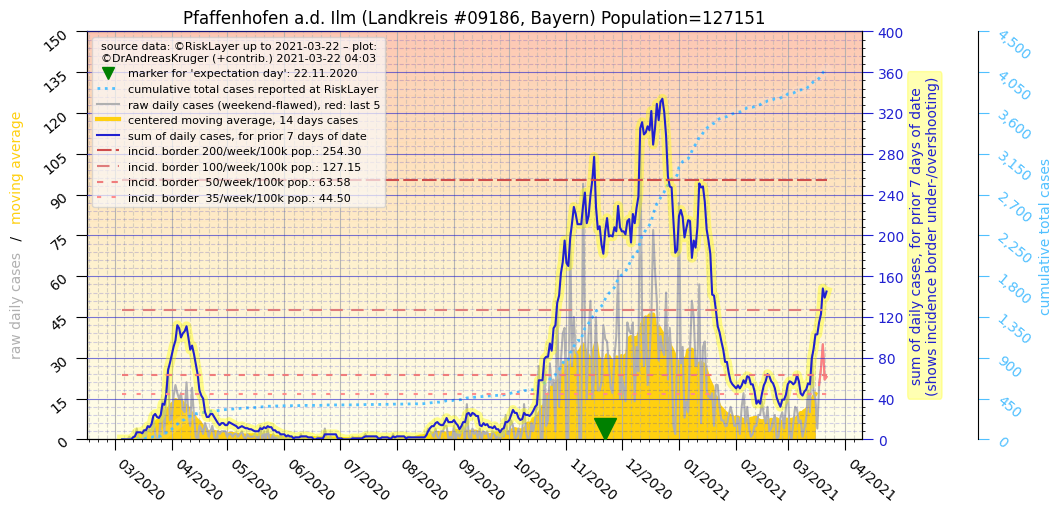 Pfaffenhofen a.d. Ilm (Landkreis #09186, Bayern) Population=127151
source data: ©RiskLayer up to 2021-03-22 – plot:
©DrAndreasKruger (+contrib.) 2021-03-22 04:03
marker for 'expectation day': 22.11.2020
cumulative total cases reported at RiskLayer
raw daily cases (weekend-flawed), red: last 5
centered moving average, 14 days cases
sum of daily cases, for prior 7 days of date
incid. border 200/week/100k pop.: 254.30
incid. border 100/week/100k pop.: 127.15
incid. border  50/week/100k pop.: 63.58
incid. border  35/week/100k pop.: 44.50
raw daily cases / moving average
150
135
120
105
90
75
60
45
30
15
0
03/2020
04/2020
05/2020
06/2020
07/2020
08/2020
09/2020
10/2020
11/2020
12/2020
01/2021
02/2021
03/2021
04/2021
400
360
320
280
240
200
160
120
80
40
0
sum of daily cases, for prior 7 days of date
(shows incidence border under-/overshooting)
4,500
4,050
3,600
3,150
2,700
2,250
1,800
1,350
900
450
0
cumulative total cases